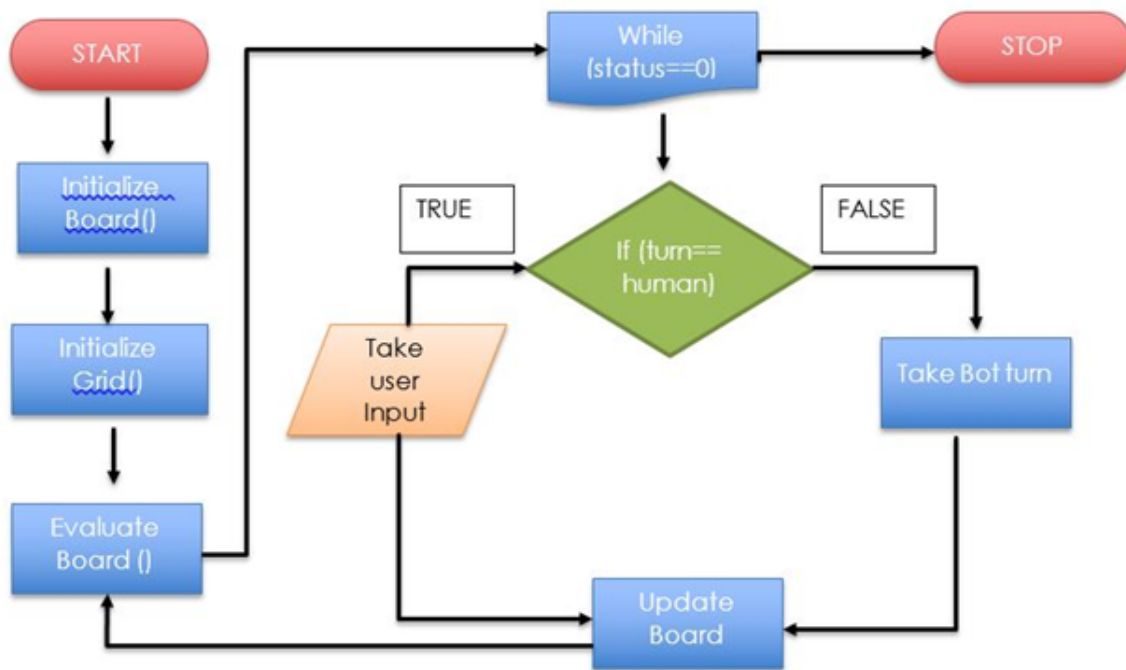 START
Initialize
Board()
Initialize
Grid()
Evaluate
Board ()
While
(status==0)
STOP
TRUE
FALSE
If (turn==
human)
Take
user
Input
Take Bot turn
Update
Board